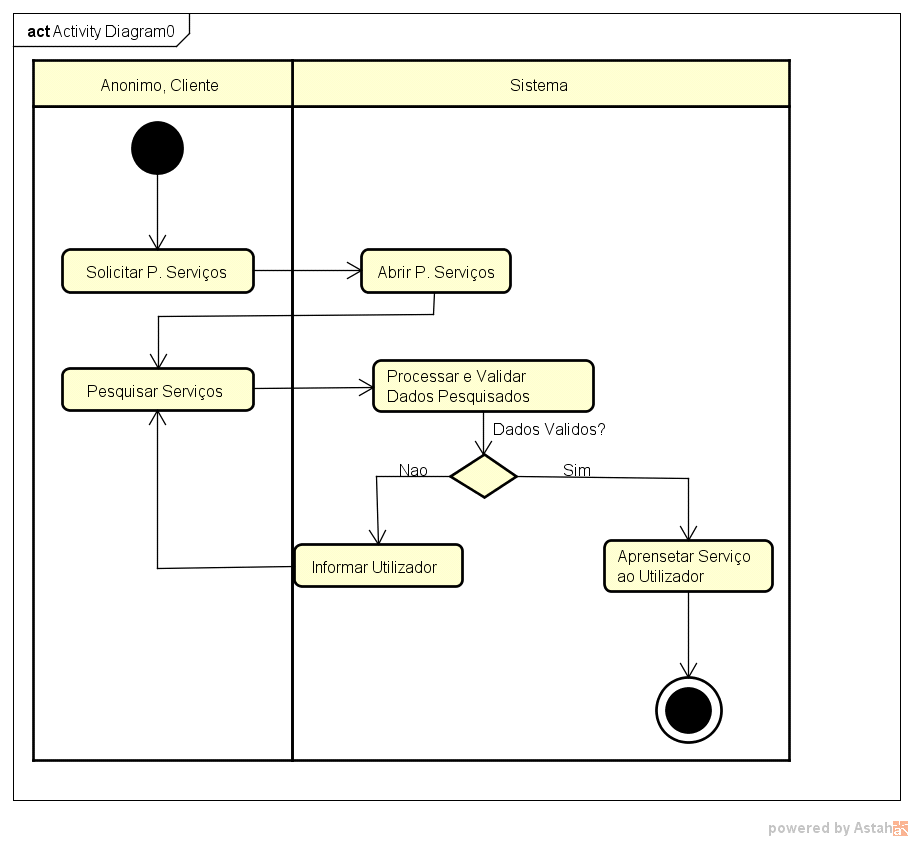 act Activity Diagram0
Anonimo, Cliente
Sistema
Solicitar P. Serviços
Abrir P. Serviços
Pesquisar Serviços
Processar e Validar
Dados Pesquisados
Dados Validos?
Nao
Sim
Informar Utilizador
Aprensetar Serviço
ao Utilizador
powered by Astah